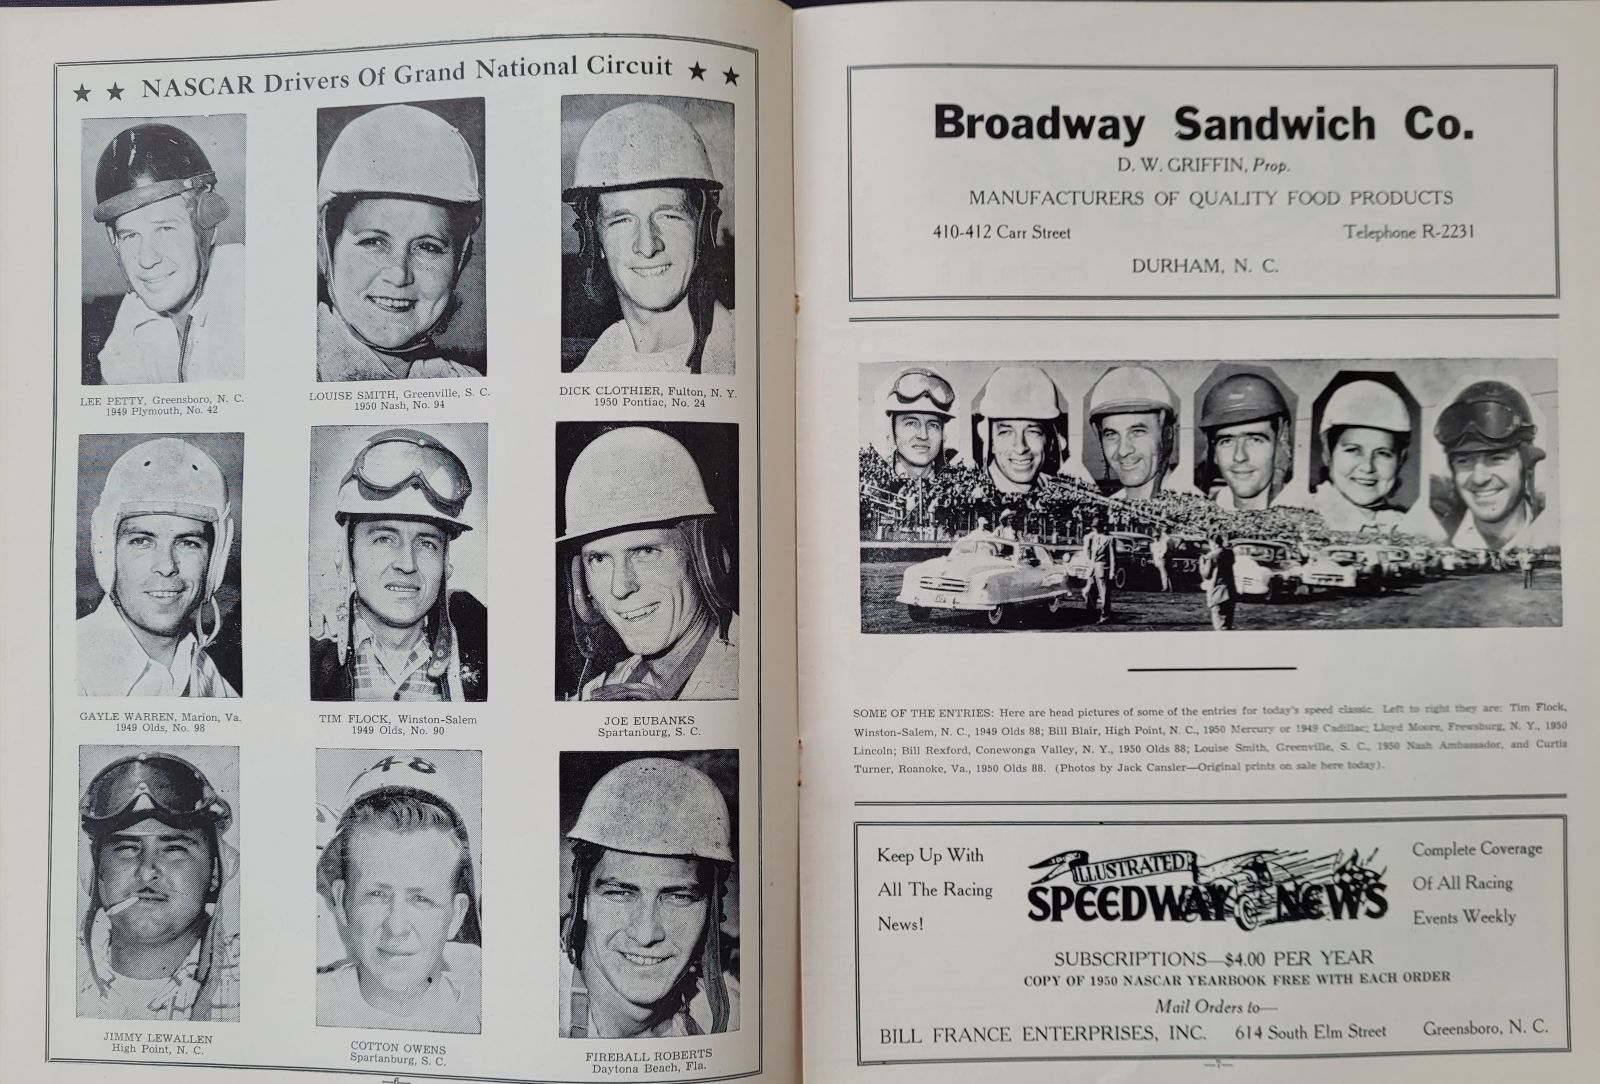 ★ ★ NASCAR Drivers Of Grand National Circuit ★ ★
LEE PETTY, Greensboro, N. C.
1949 Plymouth, No. 42
LOUISE SMITH, Greenville, S. C.
1950 Nash, No. 94
DICK CLOTHIER, Fulton, N. Y.
1950 Pontiac, No. 24
GAYLE WARREN, Marion, Va.
1949 Olds, No. 98
TIM FLOCK, Winston-Salem
1949 Olds, No. 90
JOE EUBANKS
Spartanburg, S. C.
48
JIMMY LEWALLEN
High Point, N. C.
COTTON OWENS
Spartanburg, S. C.
FIREBALL ROBERTS
Daytona Beach, Fla.
—6—
Broadway Sandwich Co.
D. W. GRIFFIN, Prop.
MANUFACTURERS OF QUALITY FOOD PRODUCTS
410-412 Carr Street Telephone R-2231
DURHAM, N. C.
25
SOME OF THE ENTRIES: Here are head pictures of some of the entries for today's speed classic. Left to right they are: Tim Flock,
Winston-Salem, N. C., 1949 Olds 88; Bill Blair, High Point, N. C., 1950 Mercury or 1949 Cadillac; Lloyd Moore, Frewsburg, N. Y., 1950
Lincoln; Bill Rexford, Conewonga Valley, N. Y., 1950 Olds 88; Louise Smith, Greenville, S. C., 1950 Nash Ambassador, and Curtis
Turner, Roanoke, Va., 1950 Olds 88. (Photos by Jack Cansler—Original prints on sale here today).
Keep Up With
All The Racing
News!
ILLUSTRATED
SPEEDWAY NEWS
Complete Coverage
Of All Racing
Events Weekly
SUBSCRIPTIONS—$4.00 PER YEAR
COPY OF 1950 NASCAR YEARBOOK FREE WITH EACH ORDER
Mail Orders to—
BILL FRANCE ENTERPRISES, INC. 614 South Elm Street Greensboro, N. C.
—7—